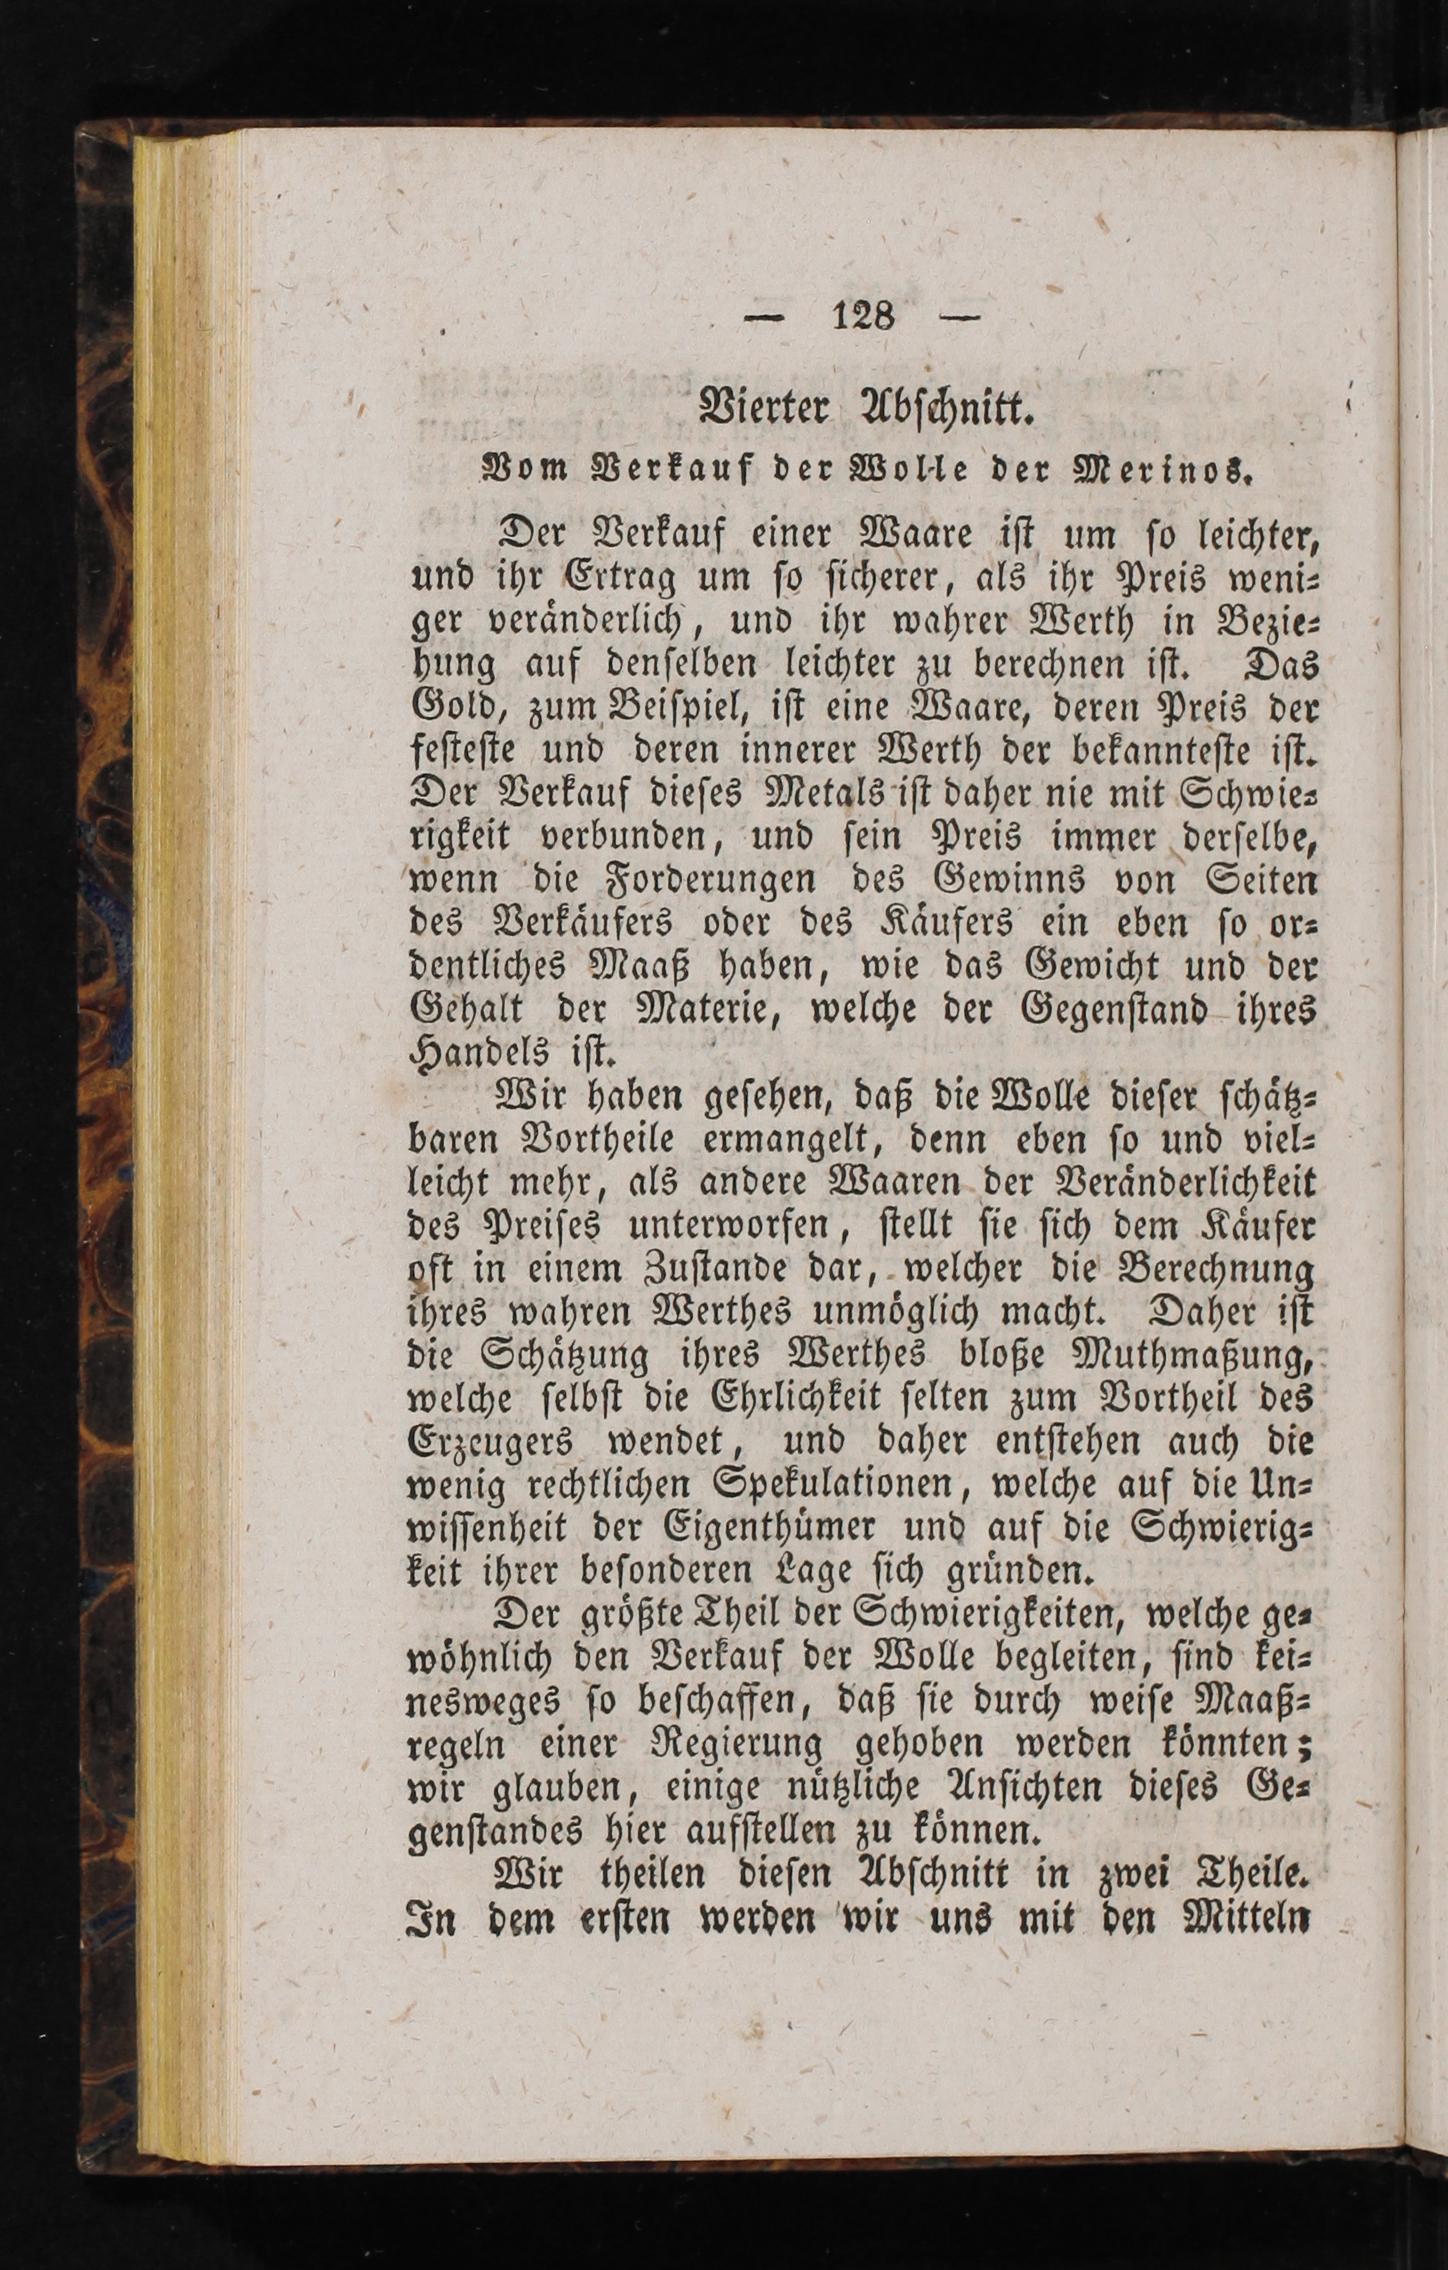 — 128 —
Vierter Abschnitt.
Vom Verkauf der Wolle der Merinos.
Der Verkauf einer Waare ist um so leichter,
und ihr Ertrag um so sicherer, als ihr Preis weni-
ger veränderlich, und ihr wahrer Werth in Bezie-
hung auf denselben leichter zu berechnen ist. Das
Gold, zum Beispiel, ist eine Waare, deren Preis der
festeste und deren innerer Werth der bekannteste ist.
Der Verkauf dieses Metals ist daher nie mit Schwie-
rigkeit verbunden, und sein Preis immer derselbe,
wenn die Forderungen des Gewinns von Seiten
des Verkäufers oder des Käufers ein eben so or-
dentliches Maaß haben, wie das Gewicht und der
Gehalt der Materie, welche der Gegenstand ihres
Handels ist.
Wir haben gesehen, daß die Wolle dieser schätz-
baren Vortheile ermangelt, denn eben so und viel-
leicht mehr, als andere Waaren der Veränderlichkeit
des Preises unterworfen, stellt sie sich dem Käufer
oft in einem Zustande dar, welcher die Berechnung
ihres wahren Werthes unmöglich macht. Daher ist
die Schätzung ihres Werthes bloße Muthmaßung,
welche selbst die Ehrlichkeit selten zum Vortheil des
Erzeugers wendet, und daher entstehen auch die
wenig rechtlichen Spekulationen, welche auf die Un-
wissenheit der Eigenthümer und auf die Schwierig-
keit ihrer besonderen Lage sich gründen.
Der größte Theil der Schwierigkeiten, welche ge-
wöhnlich den Verkauf der Wolle begleiten, sind kei-
nesweges so beschaffen, daß sie durch weise Maaß-
regeln einer Regierung gehoben werden könnten;
wir glauben, einige nützliche Ansichten dieses Ge-
genstandes hier aufstellen zu können.
Wir theilen diesen Abschnitt in zwei Theile.
In dem ersten werden wir uns mit den Mitteln